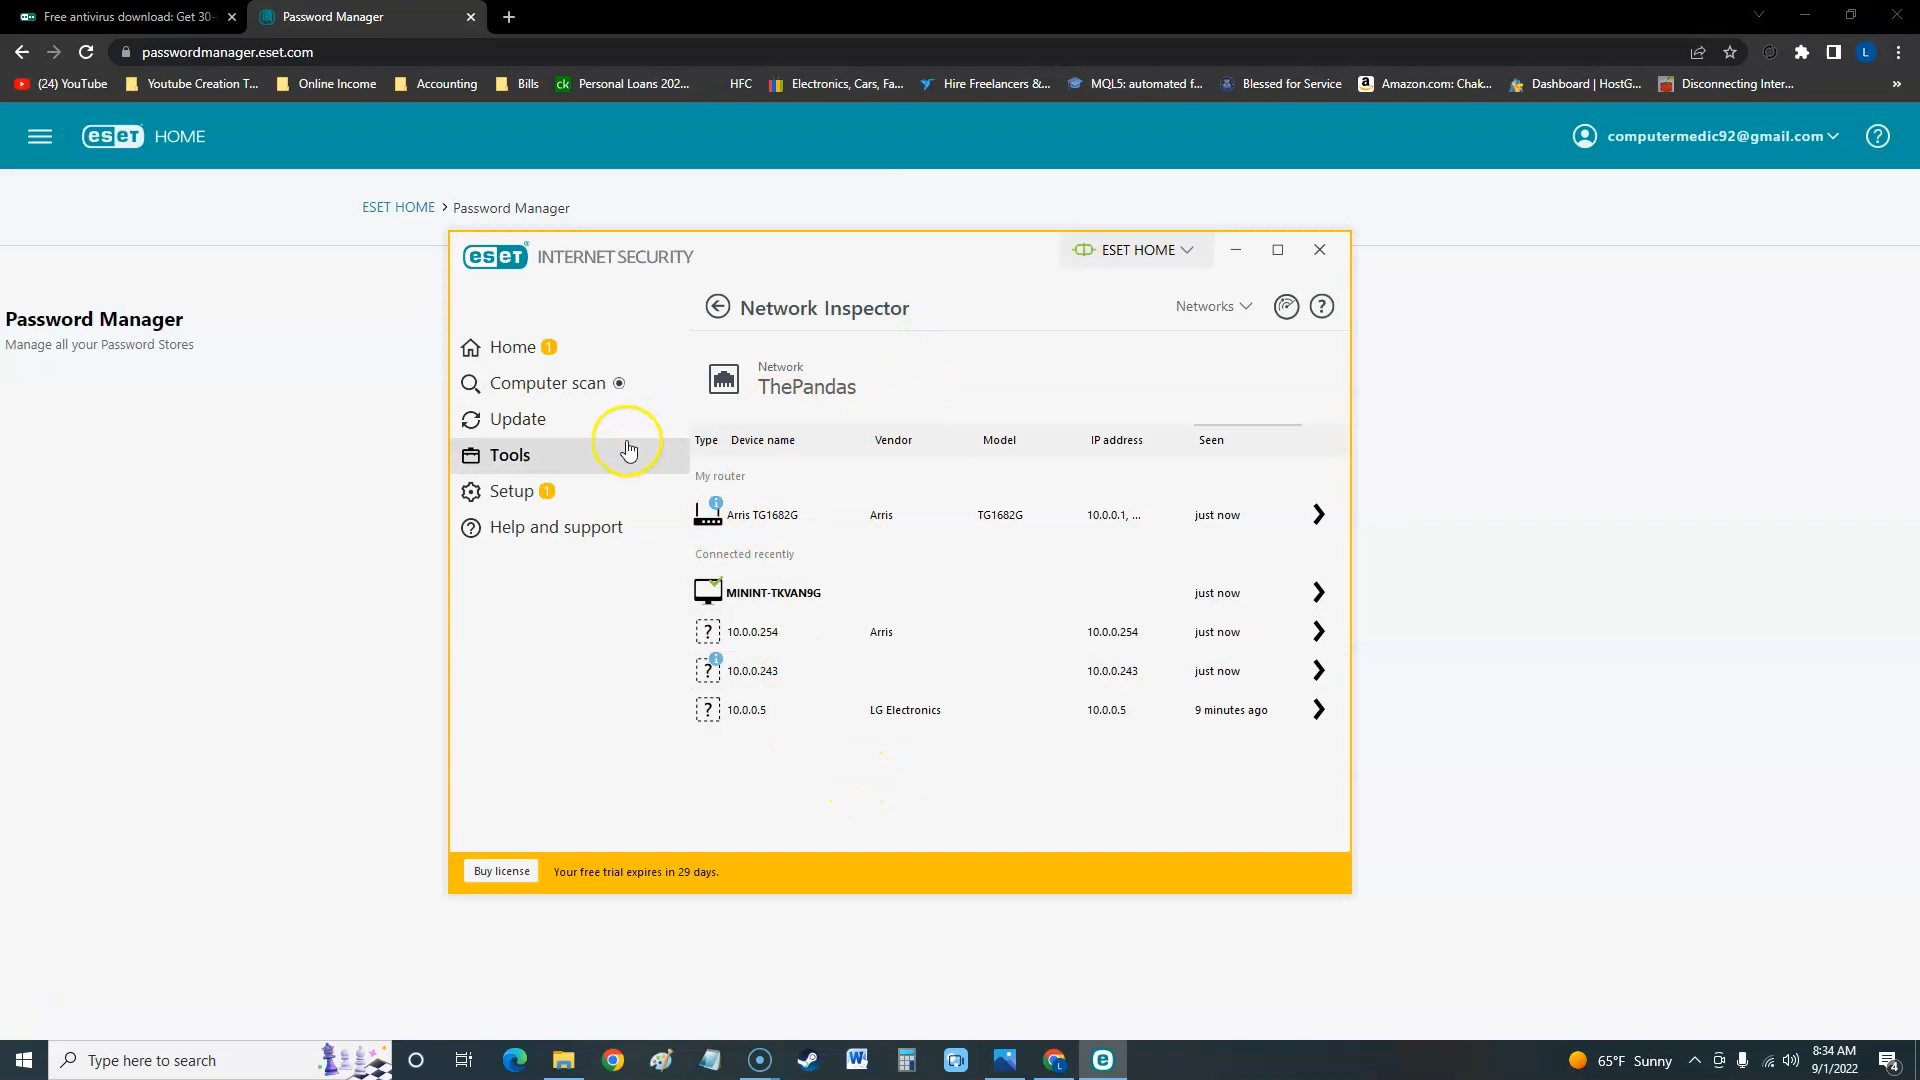 Free antivirus download: Get 30-
Password Manager
passwordmanager.eset.com
L
(24) YouTube
Youtube Creation T...
Online Income
Accounting
Bills
ck
Personal Loans 202...
HFC
Electronics, Cars, Fa...
Hire Freelancers &...
MQL5: automated f...
Blessed for Service
Amazon.com: Chak...
Dashboard | HostG...
Disconnecting Inter...
»
eseT HOME
computermedic92@gmail.com
?
ESET HOME > Password Manager
Password Manager
Manage all your Password Stores
eseT INTERNET SECURITY
ESET HOME
Home 1
Computer scan
Update
Tools
Setup 1
Help and support
Network Inspector
Networks
?
Network
ThePandas
Type Device name Vendor Model IP address Seen
My router
Arris TG1682G Arris TG1682G 10.0.0.1, ... just now
Connected recently
MININT-TKVAN9G just now
? 10.0.0.254 Arris 10.0.0.254 just now
? 10.0.0.243 10.0.0.243 just now
? 10.0.0.5 LG Electronics 10.0.0.5 9 minutes ago
Buy license Your free trial expires in 29 days.
Type here to search
65°F Sunny
8:34 AM
9/1/2022
4